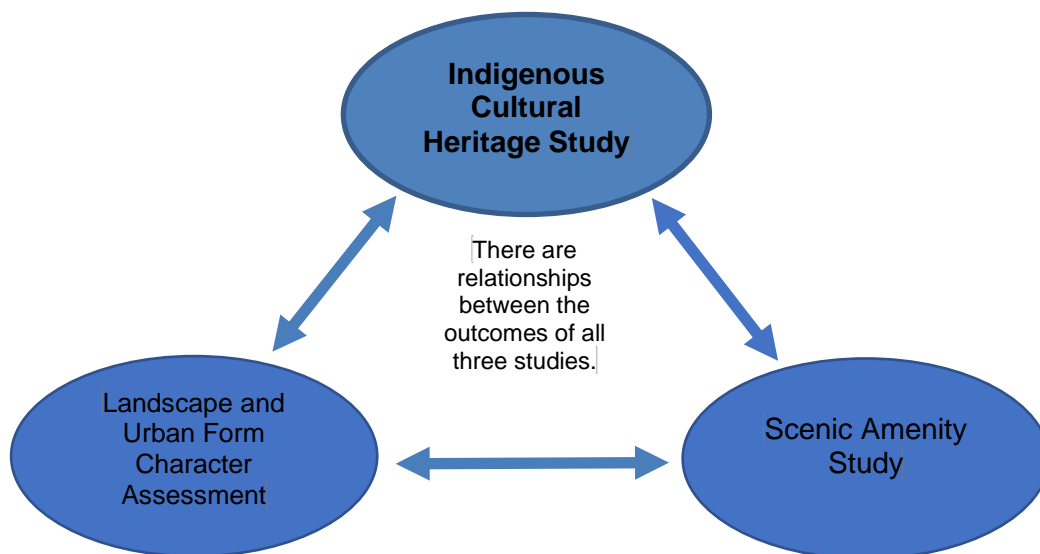 Indigenous
Cultural
Heritage Study
There are
relationships
between the
outcomes of all
three studies.
Landscape and
Urban Form
Character
Assessment
Scenic Amenity
Study